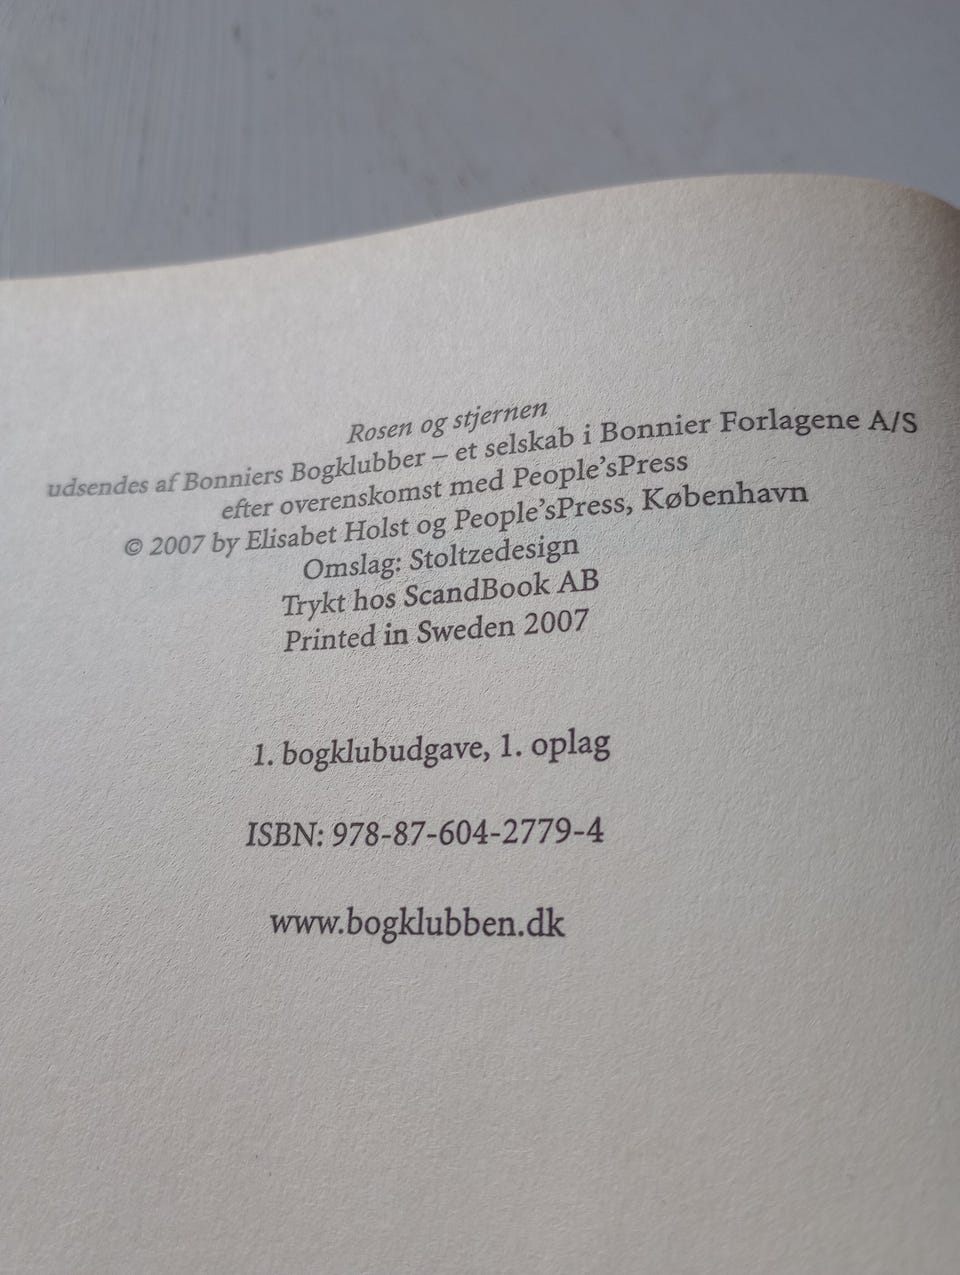 Rosen og stjernen
udsendes af Bonniers Bogklubber – et selskab i Bonnier Forlagene A/S
efter overenskomst med People'sPress
© 2007 by Elisabet Holst og People'sPress, København
Omslag: Stoltzedesign
Trykt hos ScandBook AB
Printed in Sweden 2007
1. bogklubudgave, 1. oplag
ISBN: 978-87-604-2779-4
www.bogklubben.dk